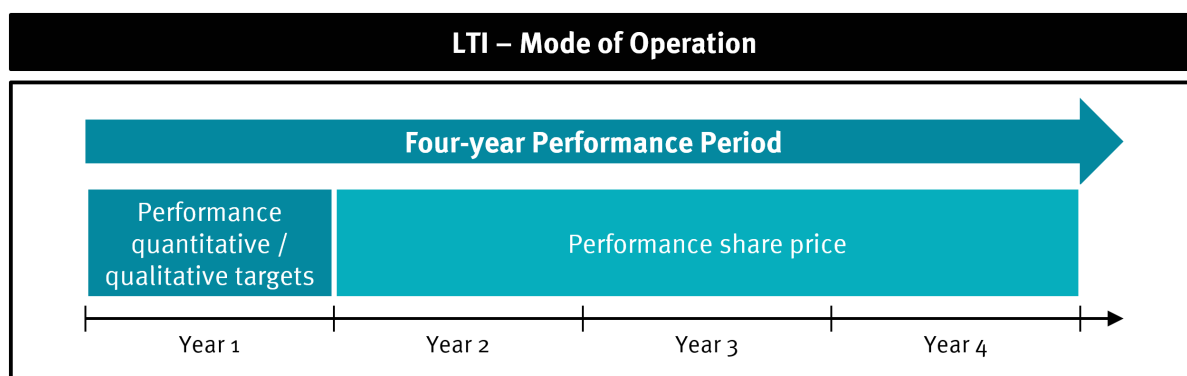 LTI – Mode of Operation
Four-year Performance Period
Performance
quantitative /
qualitative targets
Performance share price
Year 1
Year 2
Year 3
Year 4